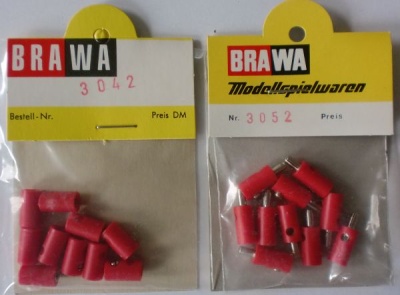 BRAWA
3042
Bestell-Nr. Preis DM
BRAWA
Modellspielwaren
Nr. 3052 Preis